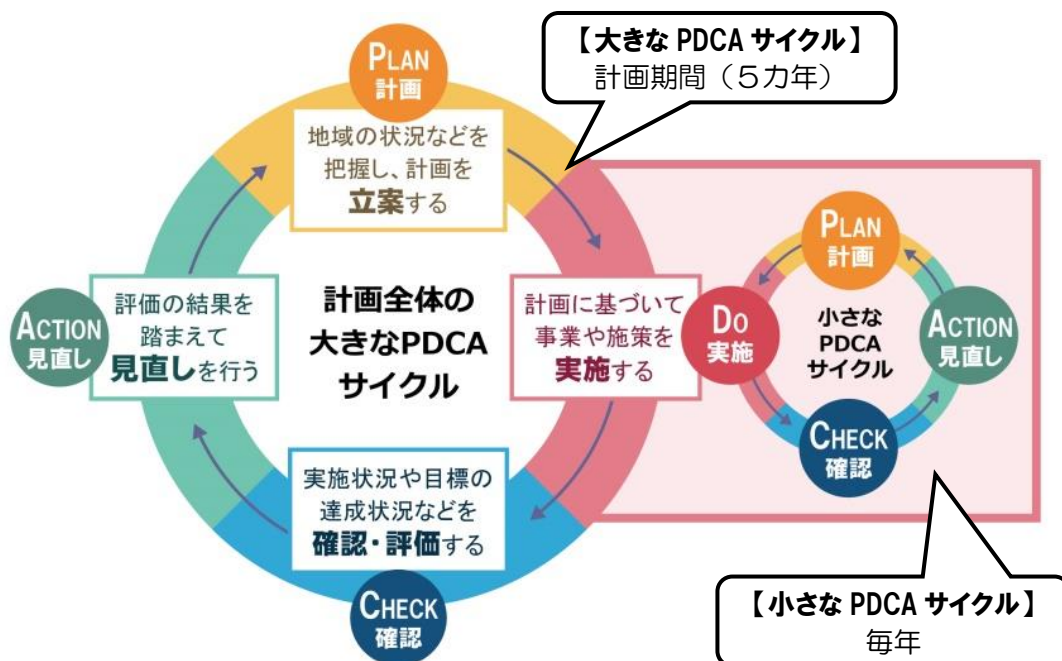 【大きな PDCA サイクル】
計画期間（５カ年）
PLAN
計画
地域の状況などを
把握し、計画を
立案する
計画に基づいて
事業や施策を
実施する
実施状況や目標の
達成状況などを
確認・評価する
CHECK
確認
評価の結果を
踏まえて
見直しを行う
ACTION
見直し
計画全体の
大きなPDCA
サイクル
PLAN
計画
DO
実施
CHECK
確認
ACTION
見直し
小さな
PDCA
サイクル
【小さな PDCA サイクル】
毎年